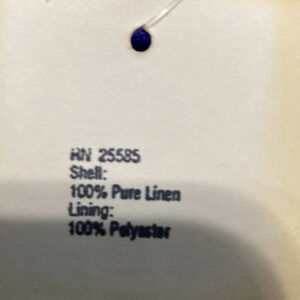 RN 25585
Shell:
100% Pure Linen
Lining:
100% Polyester